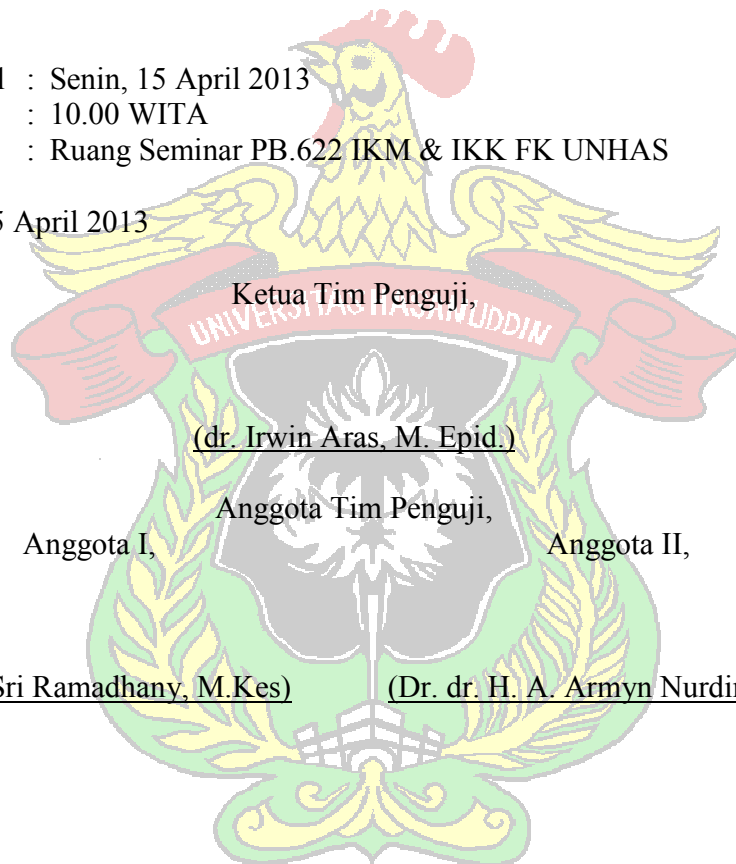 : Senin, 15 April 2013
: 10.00 WITA
: Ruang Seminar PB.622 IKM & IKK FK UNHAS
April 2013
Ketua Tim Penguji,
UNIVERSITAS HASANUDDIN
(dr. Irwin Aras, M. Epid.)
Anggota Tim Penguji,
Anggota I, Anggota II,
Sri Ramadhany, M.Kes) (Dr. dr. H. A. Armyn Nurdin